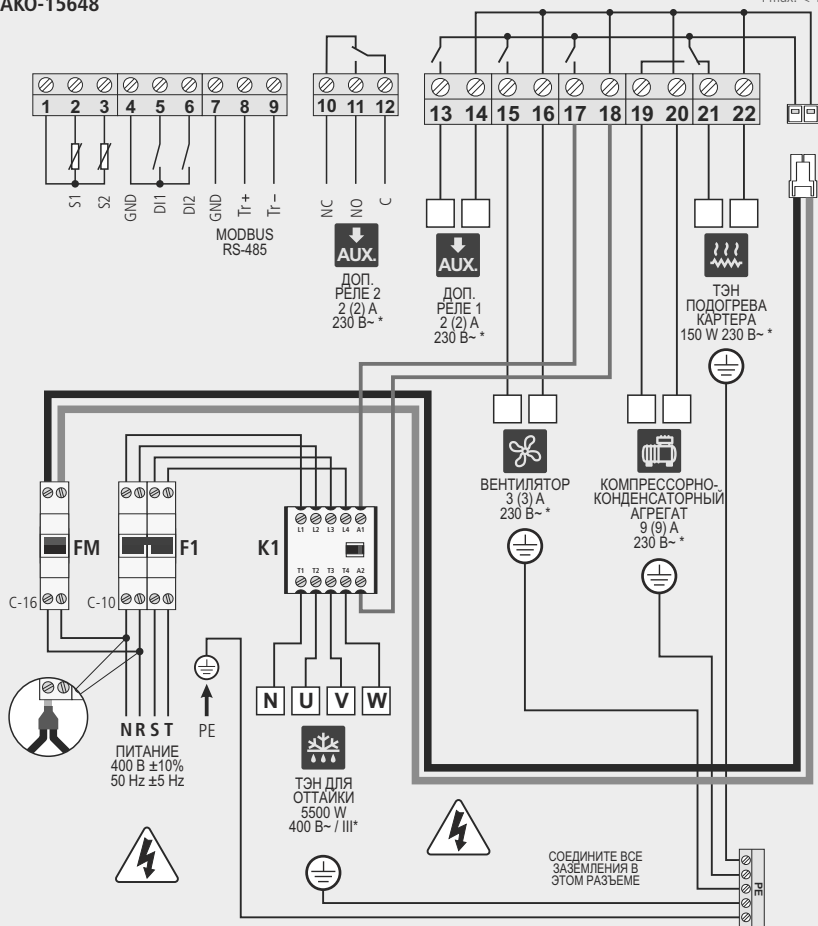 AKO-15648
1 2 3 4 5 6 7 8 9
10 11 12
13 14 15 16 17 18 19 20 21 22
S1
S2
GND
DI1
DI2
GND
Tr+
Tr−
MODBUS
RS-485
NC
NO
C
AUX.
ДОП.
РЕЛЕ 2
2 (2) A
230 В~ *
AUX.
ДОП.
РЕЛЕ 1
2 (2) A
230 В~ *
ТЭН
ПОДОГРЕВА
КАРТЕРА
150 W 230 В~ *
ВЕНТИЛЯТОР
3 (3) A
230 В~ *
КОМПРЕССОРНО-
КОНДЕНСАТОРНЫЙ
АГРЕГАТ
9 (9) A
230 В~ *
FM
C-16
F1
C-10
K1
L1 L2 L3 L4 A1
T1 T2 T3 T4 A2
N U V W
N R S T
ПИТАНИЕ
400 В ±10%
50 Hz ±5 Hz
PE
ТЭН ДЛЯ
ОТТАЙКИ
5500 W
400 В~ / III*
СОЕДИНИТЕ ВСЕ
ЗАЗЕМЛЕНИЯ В
ЭТОМ РАЗЪЕМЕ
PE